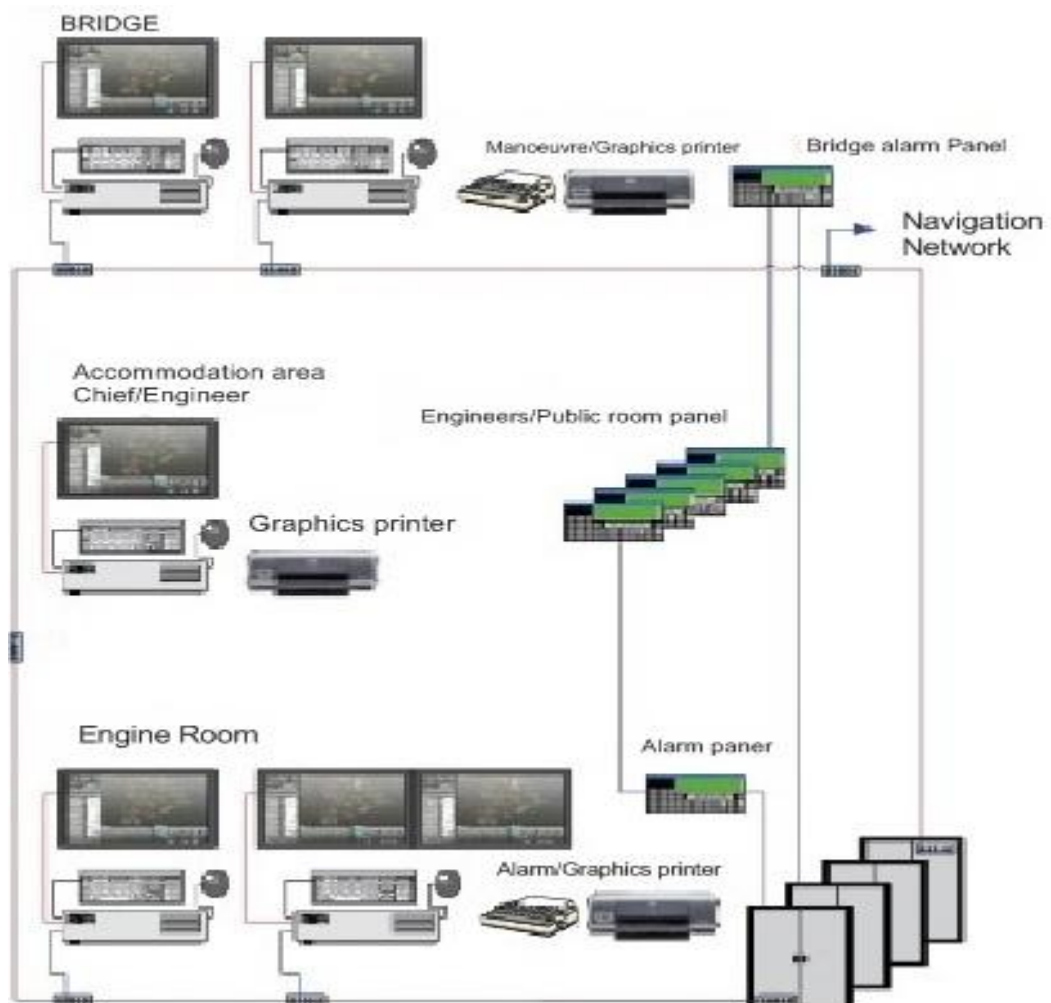 BRIDGE
Manoeuvre/Graphics printer
Bridge alarm Panel
Navigation
Network
Accommodation area
Chief/Engineer
Engineers/Public room panel
Graphics printer
Engine Room
Alarm paner
Alarm/Graphics printer